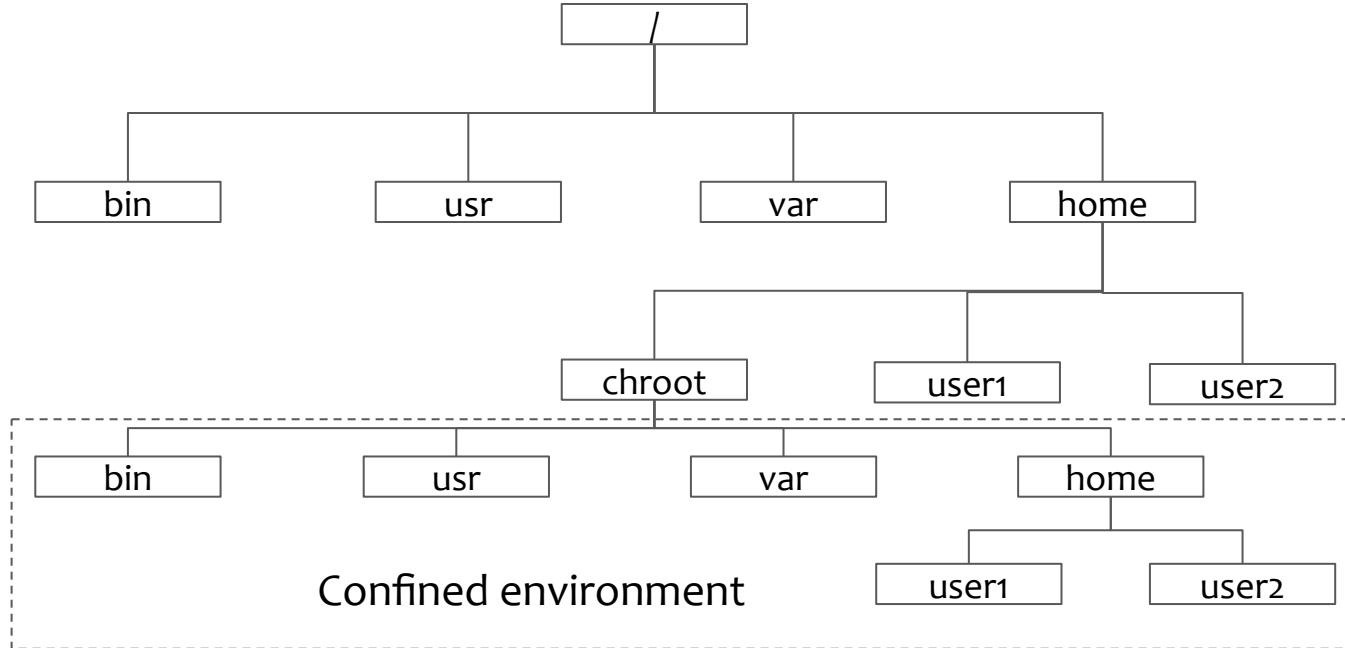 /
bin usr var home
chroot user1 user2
bin usr var home
user1 user2
Confined environment